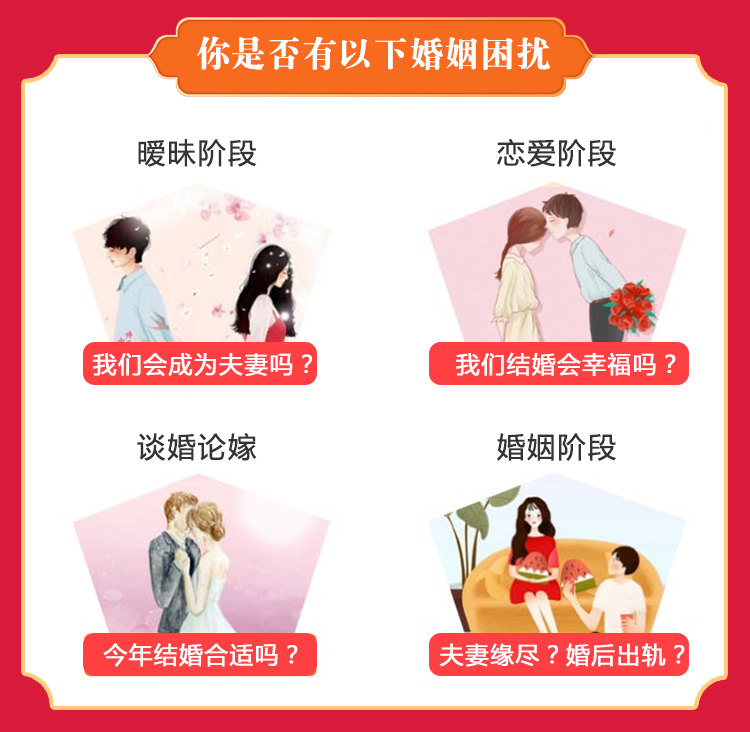 你是否有以下婚姻困扰
暧昧阶段
恋爱阶段
我们会成为夫妻吗？
我们结婚会幸福吗？
谈婚论嫁
婚姻阶段
今年结婚合适吗？
夫妻缘尽？婚后出轨？